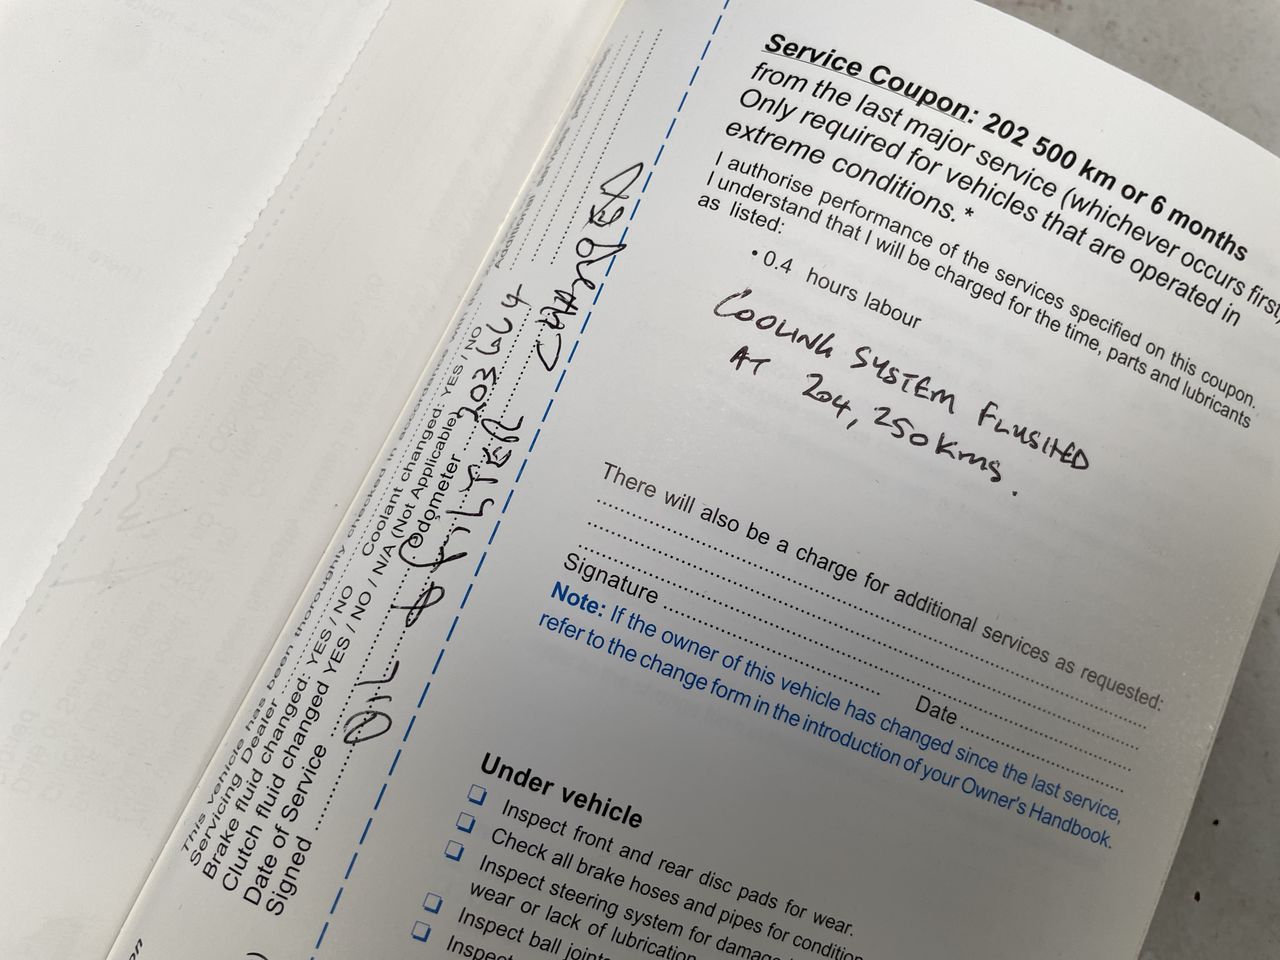 Service Coupon: 202 500 km or 6 months
from the last major service (whichever occurs first
Only required for vehicles that are operated in
extreme conditions. *
I authorise performance of the services specified on this coupon.
I understand that I will be charged for the time, parts and lubricants
as listed:
• 0.4 hours labour
COOLING SYSTEM FLUSHED
AT 204,250 Kms.
There will also be a charge for additional services as requested:
Signature
Date
Note: If the owner of this vehicle has changed since the last service,
refer to the change form in the introduction of your Owner's Handbook.
Under vehicle
Inspect front and rear disc pads for wear.
Check all brake hoses and pipes for condition
Inspect steering system for damage
wear or lack of lubrication
Inspect ball joints
Inspect
This vehicle has been thoroughly checked in accordance
Servicing Dealer
Brake fluid changed: YES / NO Coolant changed: YES / NO
Clutch fluid changed YES / NO / N/A (Not Applicable)
Date of Service Odometer 203664
Signed
OIL & FILTER CHANGED
Additional